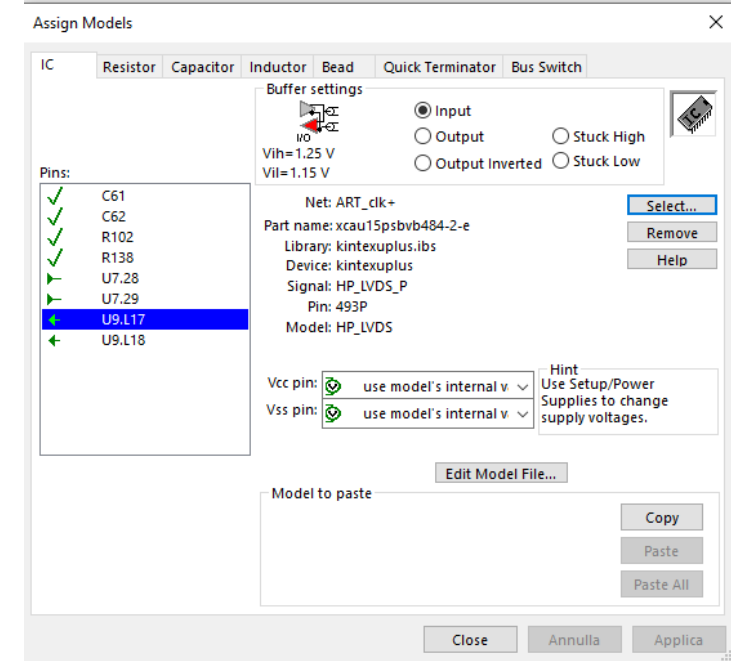 Assign Models
IC Resistor Capacitor Inductor Bead Quick Terminator Bus Switch
Buffer settings
I/O
Vih=1.25 V
Vil=1.15 V
Input
Output
Output Inverted
Stuck High
Stuck Low
IC
Pins:
C61
C62
R102
R138
U7.28
U7.29
U9.L17
U9.L18
Net: ART_clk+
Part name: xcau15psbvb484-2-e
Library: kintexuplus.ibs
Device: kintexuplus
Signal: HP_LVDS_P
Pin: 493P
Model: HP_LVDS
Select...
Remove
Help
Vcc pin: use model's internal v
Vss pin: use model's internal v
Hint
Use Setup/Power
Supplies to change
supply voltages.
Edit Model File...
Model to paste
Copy
Paste
Paste All
Close Annulla Applica